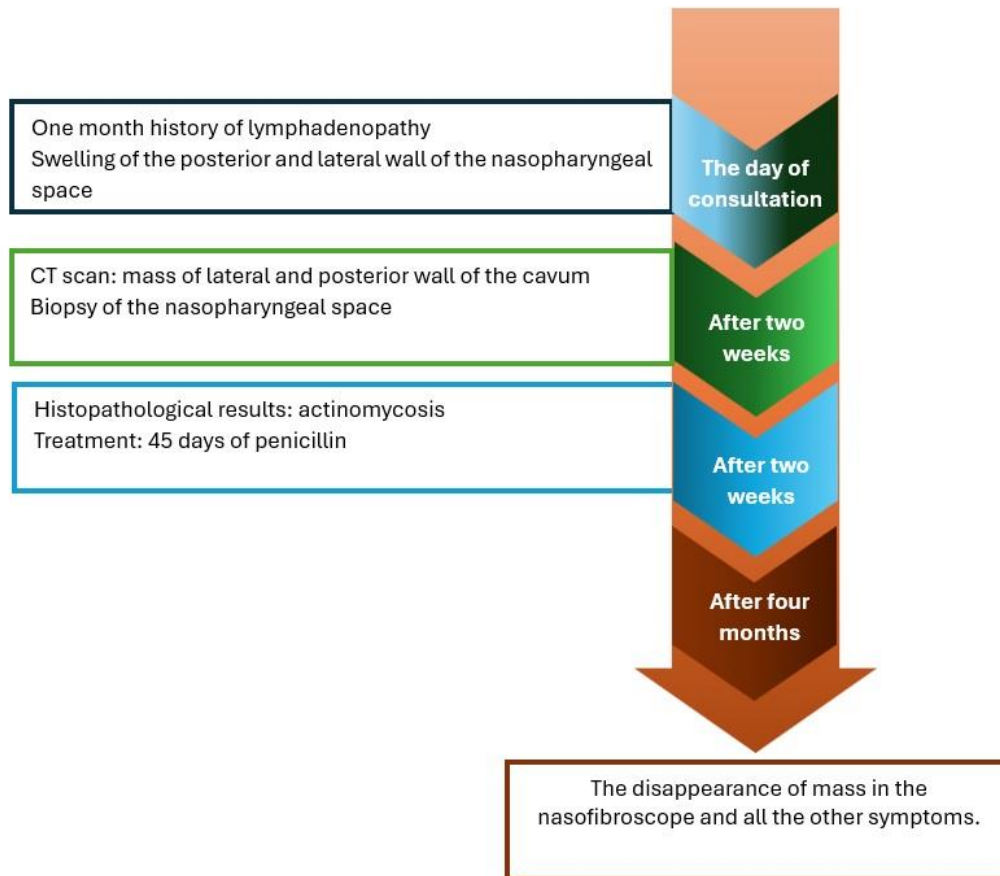 One month history of lymphadenopathy
Swelling of the posterior and lateral wall of the nasopharyngeal
space
The day of
consultation
CT scan: mass of lateral and posterior wall of the cavum
Biopsy of the nasopharyngeal space
After two
weeks
Histopathological results: actinomycosis
Treatment: 45 days of penicillin
After two
weeks
After four
months
The disappearance of mass in the
nasofibroscope and all the other symptoms.